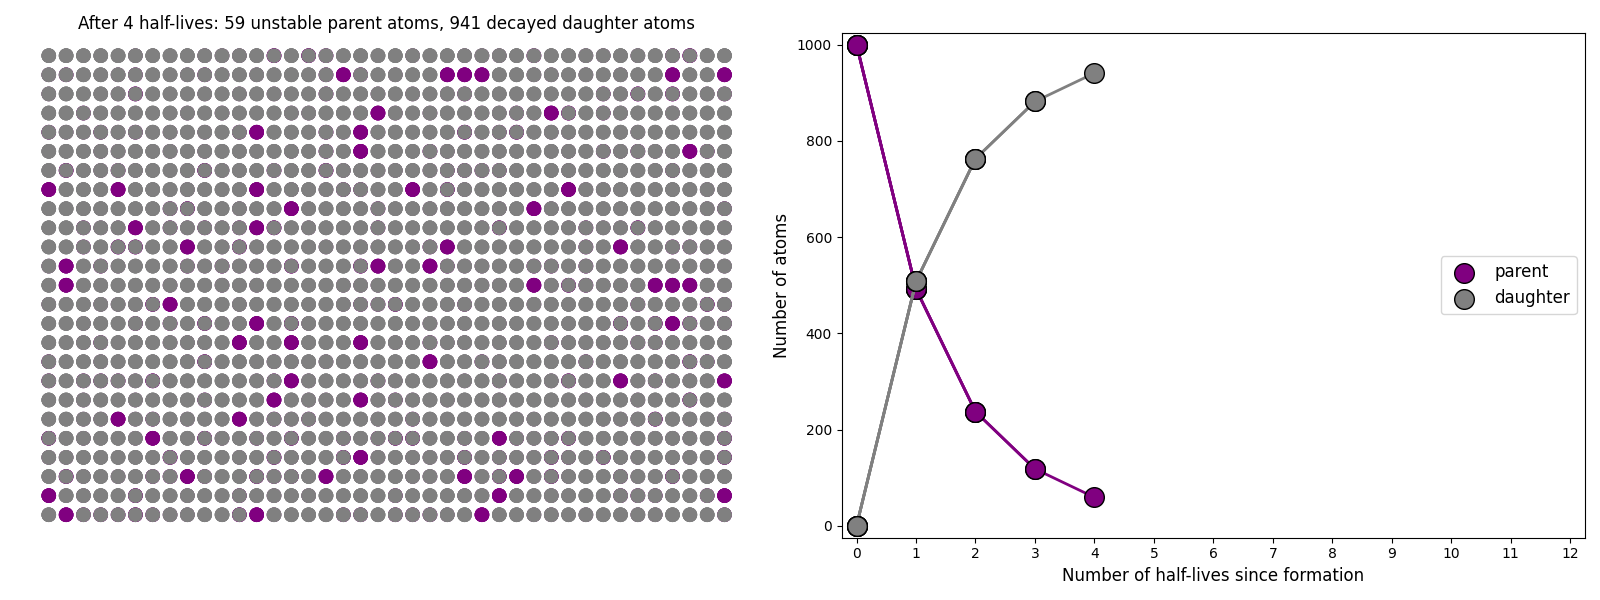 After 4 half-lives: 59 unstable parent atoms, 941 decayed daughter atoms
Number of atoms
1000
800
600
400
200
0
0 1 2 3 4 5 6 7 8 9 10 11 12
Number of half-lives since formation
parent
daughter